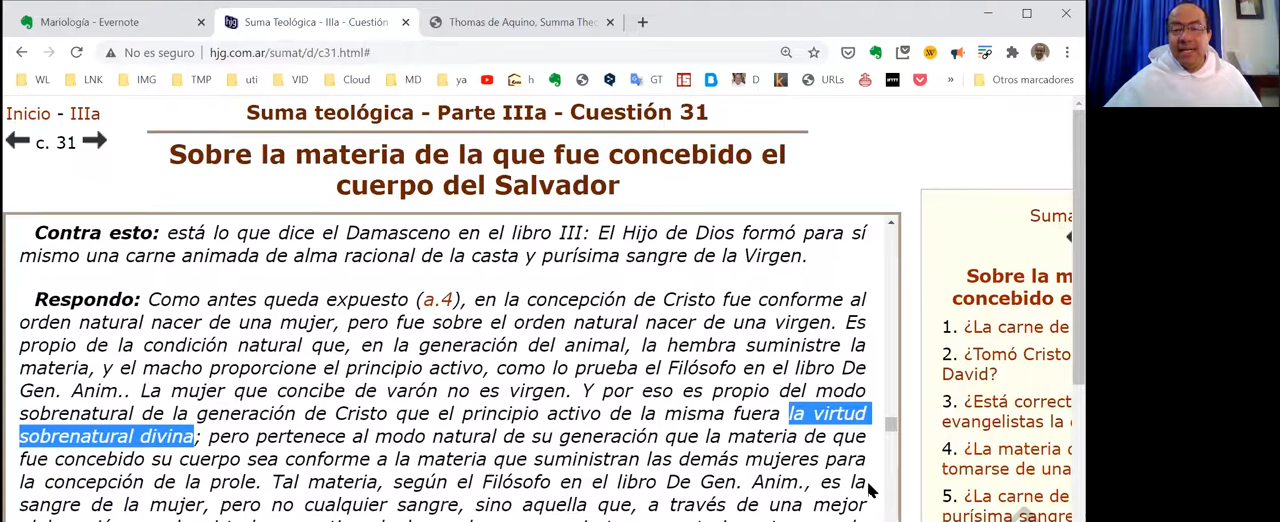 Mariología - Evernote
Suma Teológica - IIIa - Cuestión
Thomas de Aquino, Summa Theo
No es seguro
hjg.com.ar/sumat/d/c31.html#
WL
LNK
IMG
TMP
uti
VID
Cloud
MD
ya
h
GT
D
URLs
»
Otros marcadores
Inicio - IIIa
c. 31
Suma teológica - Parte IIIa - Cuestión 31
Sobre la materia de la que fue concebido el
cuerpo del Salvador
Contra esto: está lo que dice el Damasceno en el libro III: El Hijo de Dios formó para sí
mismo una carne animada de alma racional de la casta y purísima sangre de la Virgen.
Respondo: Como antes queda expuesto (a.4), en la concepción de Cristo fue conforme al
orden natural nacer de una mujer, pero fue sobre el orden natural nacer de una virgen. Es
propio de la condición natural que, en la generación del animal, la hembra suministre la
materia, y el macho proporcione el principio activo, como lo prueba el Filósofo en el libro De
Gen. Anim.. La mujer que concibe de varón no es virgen. Y por eso es propio del modo
sobrenatural de la generación de Cristo que el principio activo de la misma fuera la virtud
sobrenatural divina; pero pertenece al modo natural de su generación que la materia de que
fue concebido su cuerpo sea conforme a la materia que suministran las demás mujeres para
la concepción de la prole. Tal materia, según el Filósofo en el libro De Gen. Anim., es la
sangre de la mujer, pero no cualquier sangre, sino aquella que, a través de una mejor
Suma
Sobre la m
concebido e
1. ¿La carne de
2. ¿Tomó Cristo
David?
3. ¿Está correct
evangelistas la
4. ¿La materia
tomarse de una
5. ¿La carne de
purísima sangre